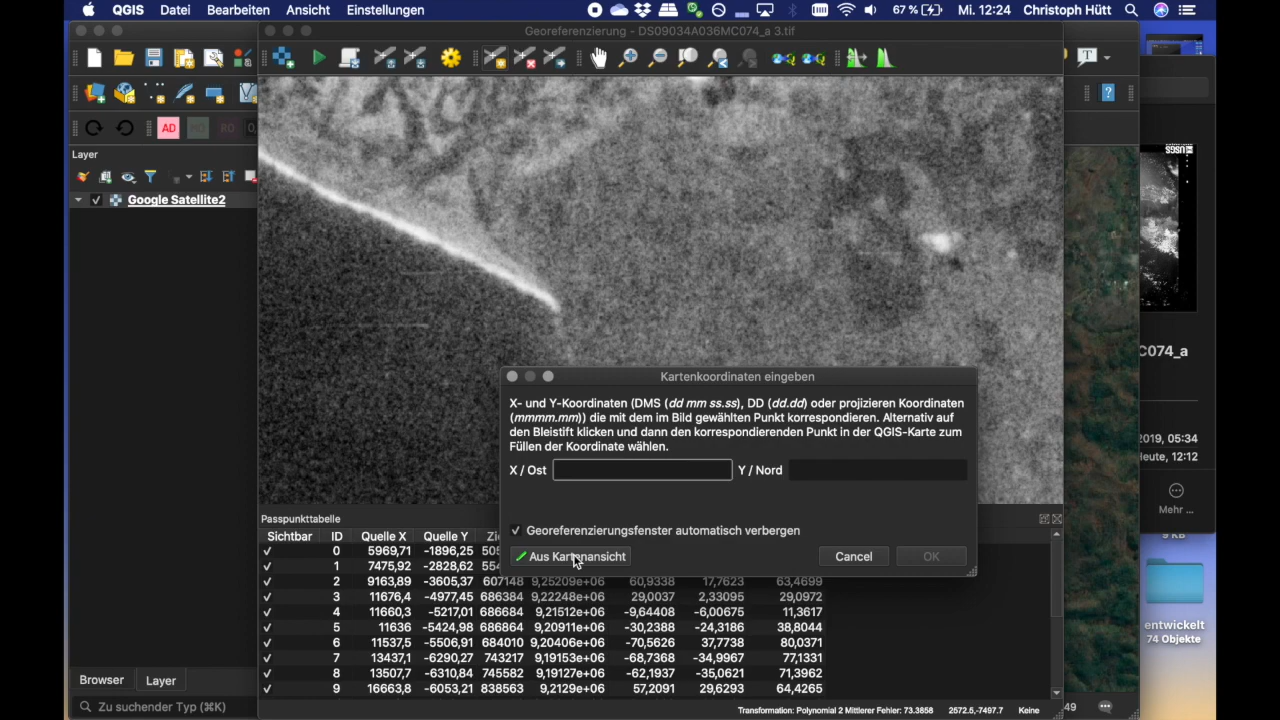 QGIS Datei Bearbeiten Ansicht Einstellungen 67 % Mi. 12:24 Christoph Hütt
Georeferenzierung - DS09034A036MC074_a 3.tif
T
?
AD RO 0,
Layer
USGS
Google Satellite2
C074_a
Kartenkoordinaten eingeben
X- und Y-Koordinaten (DMS (dd mm ss.ss), DD (dd.dd) oder projizieren Koordinaten
(mmmm.mm)) die mit dem im Bild gewählten Punkt korrespondieren. Alternativ auf
den Bleistift klicken und dann den korrespondierenden Punkt in der QGIS-Karte zum
Füllen der Koordinate wählen.
2019, 05:34
Heute, 12:12
X / Ost Y / Nord
Mehr ...
Passpunkttabelle
Georeferenzierungsfenster automatisch verbergen
9 KB
Sichtbar ID Quelle X Quelle Y Zie
0 5969,71 -1896,25 505
Aus Kartenansicht Cancel OK
1 7475,92 -2828,62 554
2 9163,89 -3605,37 607148 9,25209e+06 60,9338 17,7623 63,4699
3 11676,4 -4977,45 686384 9,22248e+06 29,0037 2,33095 29,0972
4 11660,3 -5217,01 686684 9,21512e+06 -9,64408 -6,00675 11,3617
5 11636 -5424,98 686864 9,20911e+06 -30,2388 -24,3186 38,8044
6 11537,5 -5506,91 684010 9,20406e+06 -70,5626 37,7738 80,0371
7 13437,1 -6290,27 743217 9,19153e+06 -68,7368 -34,9967 77,1331
8 13507,7 -6310,84 745582 9,19127e+06 -62,1937 -35,0621 71,3962
9 16663,8 -6053,21 838563 9,2129e+06 57,2091 29,6293 64,4265
entwickelt
74 Objekte
Browser Layer
Zu suchender Typ (⌘K)
Transformation: Polynomial 2 Mittlerer Fehler: 73.3858 2572.5,-7497.7 Keine
49